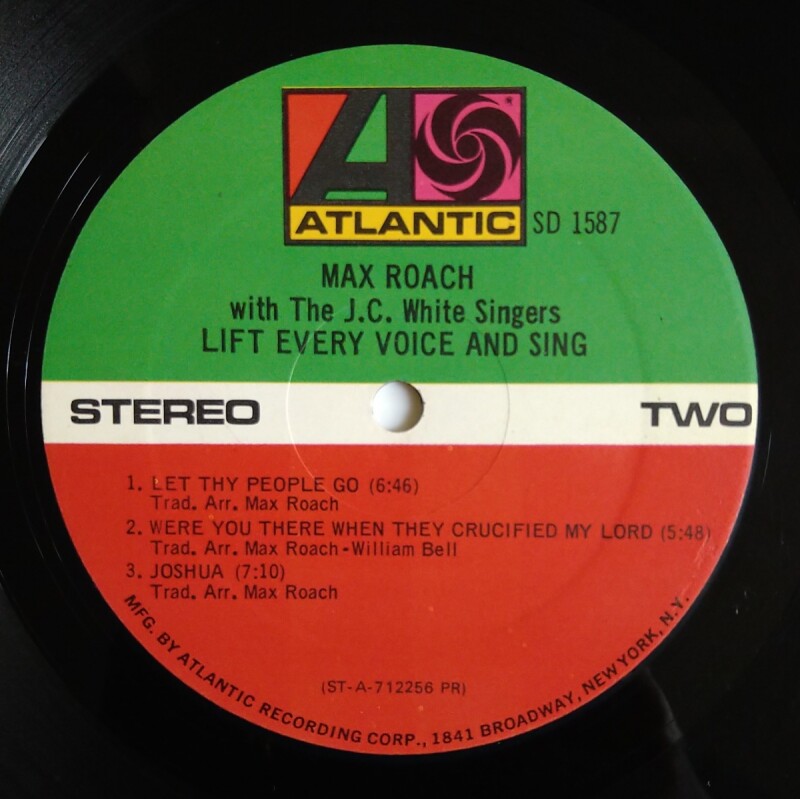 ATLANTIC SD 1587
MAX ROACH
with The J.C. White Singers
LIFT EVERY VOICE AND SING
STEREO TWO
1. LET THY PEOPLE GO (6:46)
Trad. Arr. Max Roach
2. WERE YOU THERE WHEN THEY CRUCIFIED MY LORD (5:48)
Trad. Arr. Max Roach-William Bell
3. JOSHUA (7:10)
Trad. Arr. Max Roach
(ST-A-712256 PR)
MFG. BY ATLANTIC RECORDING CORP., 1841 BROADWAY, NEW YORK, N.Y.